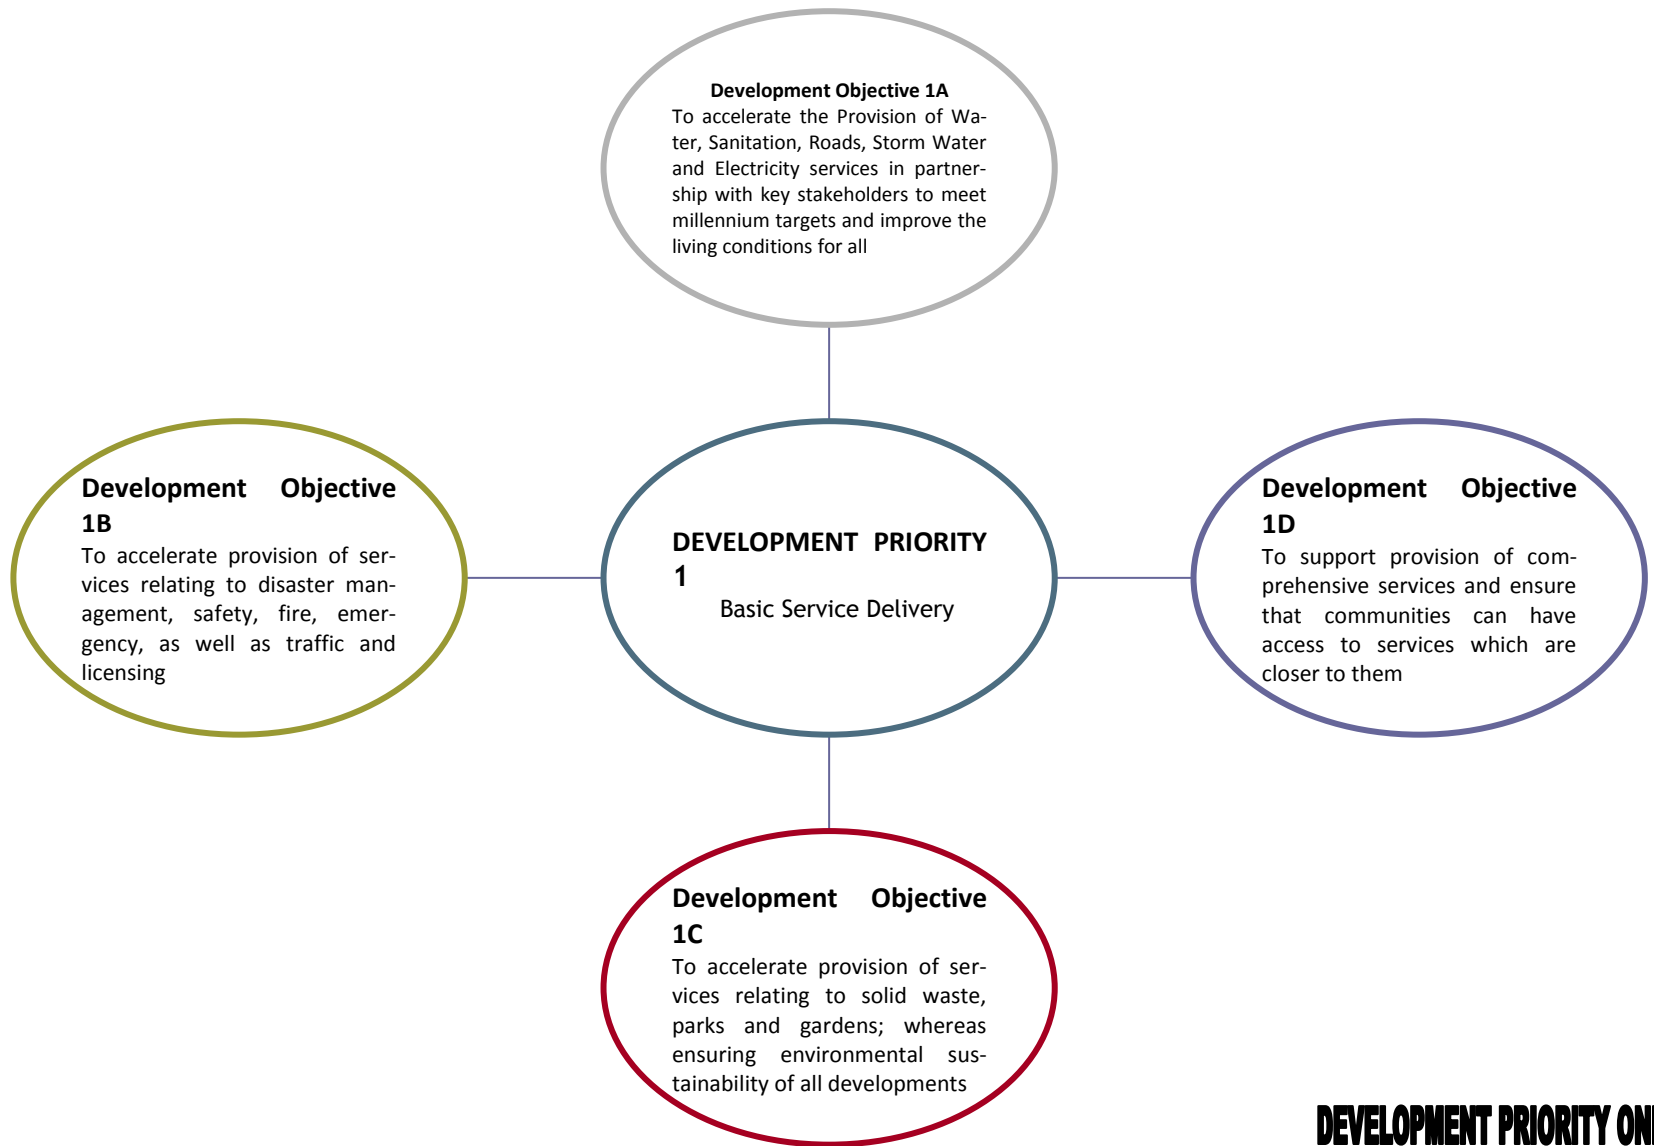 Development Objective 1A
To accelerate the Provision of Wa-
ter, Sanitation, Roads, Storm Water
and Electricity services in partner-
ship with key stakeholders to meet
millennium targets and improve the
living conditions for all
Development Objective
1B
To accelerate provision of ser-
vices relating to disaster man-
agement, safety, fire, emer-
gency, as well as traffic and
licensing
DEVELOPMENT PRIORITY
1
Basic Service Delivery
Development Objective
1D
To support provision of com-
prehensive services and ensure
that communities can have
access to services which are
closer to them
Development Objective
1C
To accelerate provision of ser-
vices relating to solid waste,
parks and gardens; whereas
ensuring environmental sus-
tainability of all developments
DEVELOPMENT PRIORITY ON